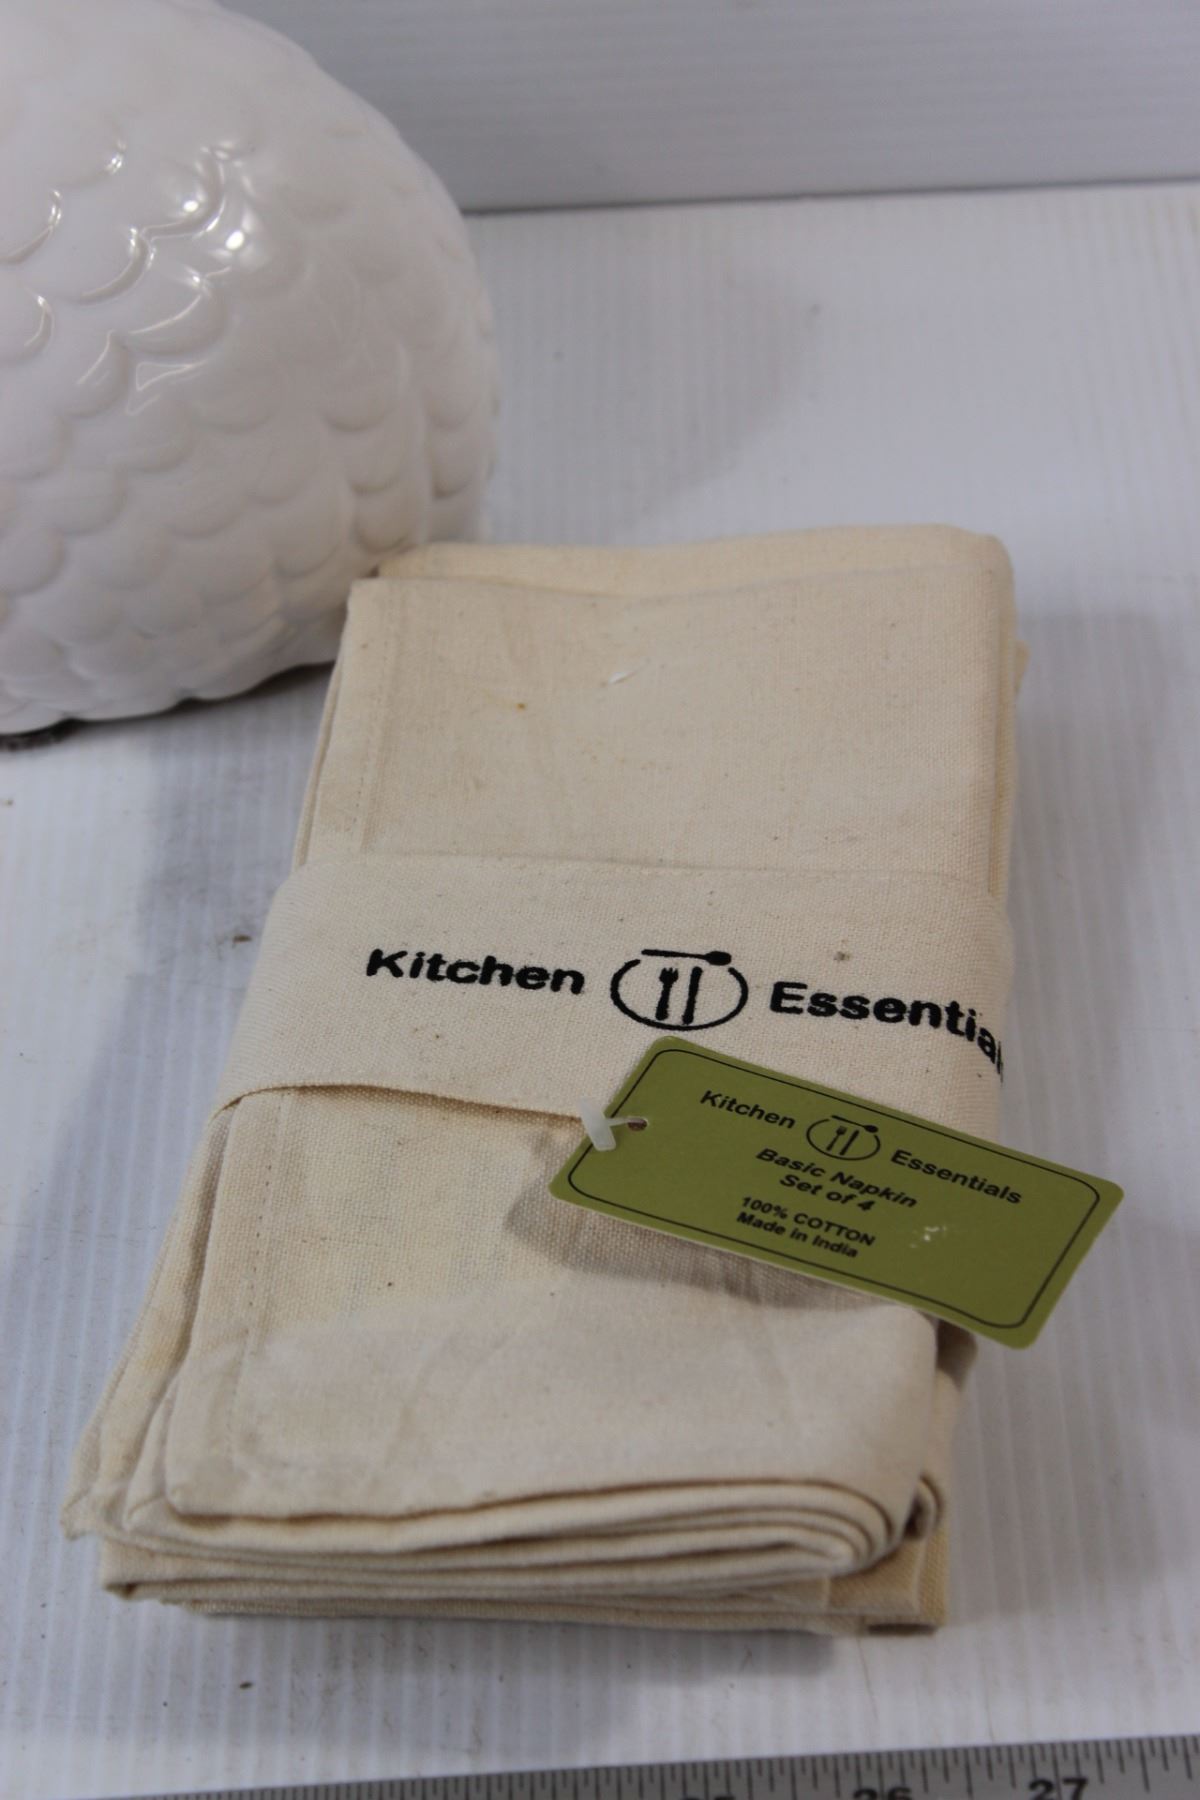 Kitchen Essentials
Kitchen Essentials
Basic Napkin
Set of 4
100% COTTON
Made in India
26 27